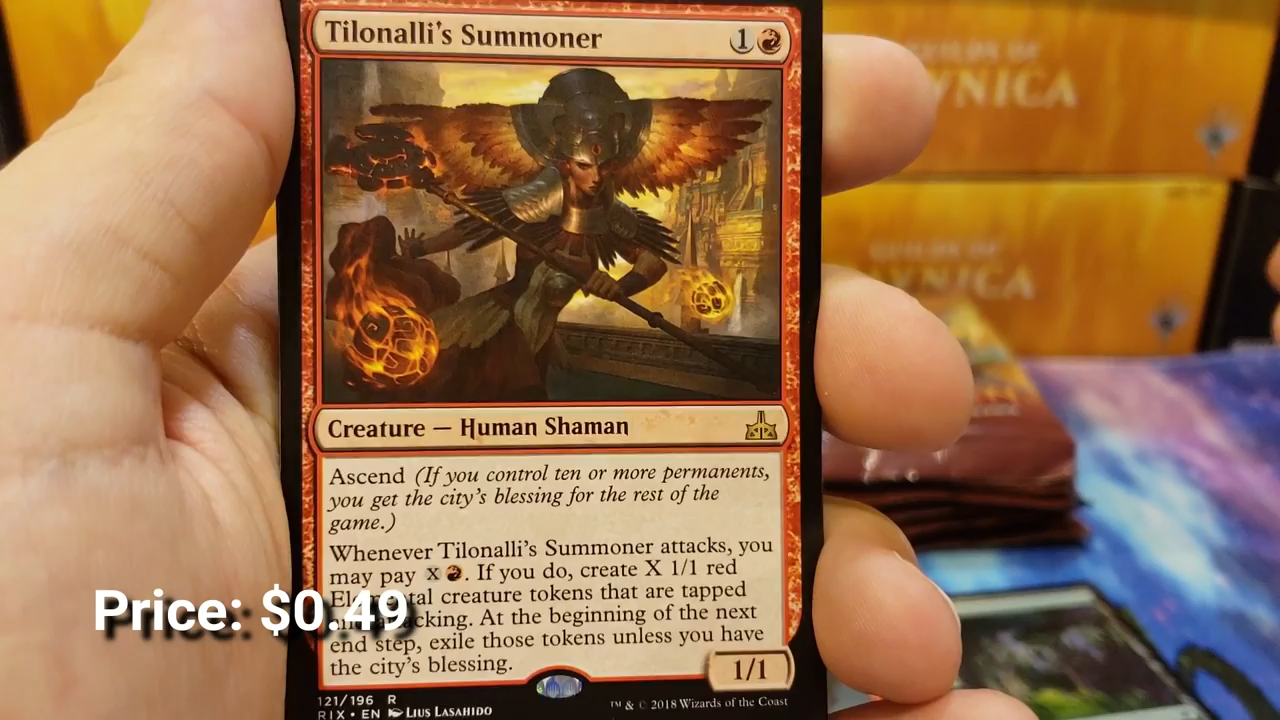 Tilonalli's Summoner
1
GUILDS OF
Creature — Human Shaman
Ascend (If you control ten or more permanents,
you get the city's blessing for the rest of the
game.)
Whenever Tilonalli's Summoner attacks, you
may pay X . If you do, create X 1/1 red
creature tokens that are tapped
At the beginning of the next
end step, exile those tokens unless you have
the city's blessing.
Price: $0.49
1/1
121/196 R
RIX • EN Lius Lasahido
™ & © 2018 Wizards of the Coast